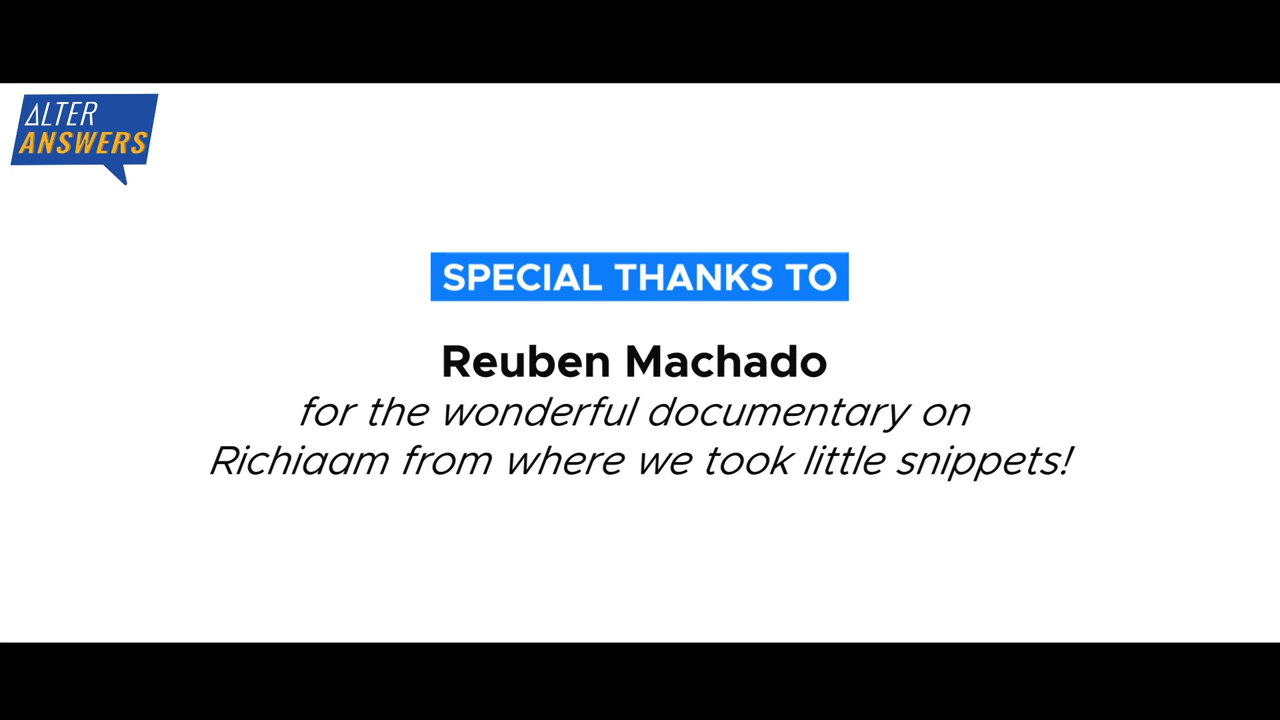 ALTER
ANSWERS
SPECIAL THANKS TO
Reuben Machado
for the wonderful documentary on
Richiaam from where we took little snippets!